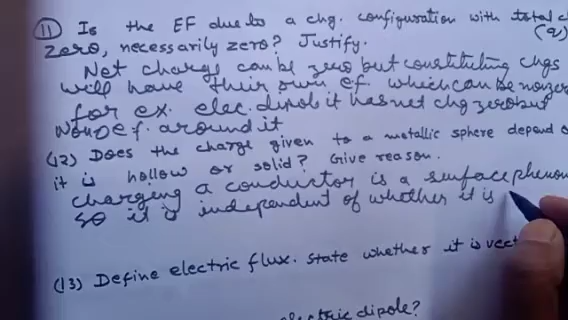 (11) Is the EF due to a chg. configuration with total c
zero, necessarily zero? Justify. (2)
Net charge can be zero but constituting chgs
will have their own ef. which can be nonzero
for ex. elec. dipole it has net chg zero but
ef. around it
(12) Does the charge given to a metallic sphere depend o
it is hollow or solid? Give reason.
charging a conductor is a surface phenom
so it is independent of whether it is
(13) Define electric flux. State whether it is vect
electric dipole?